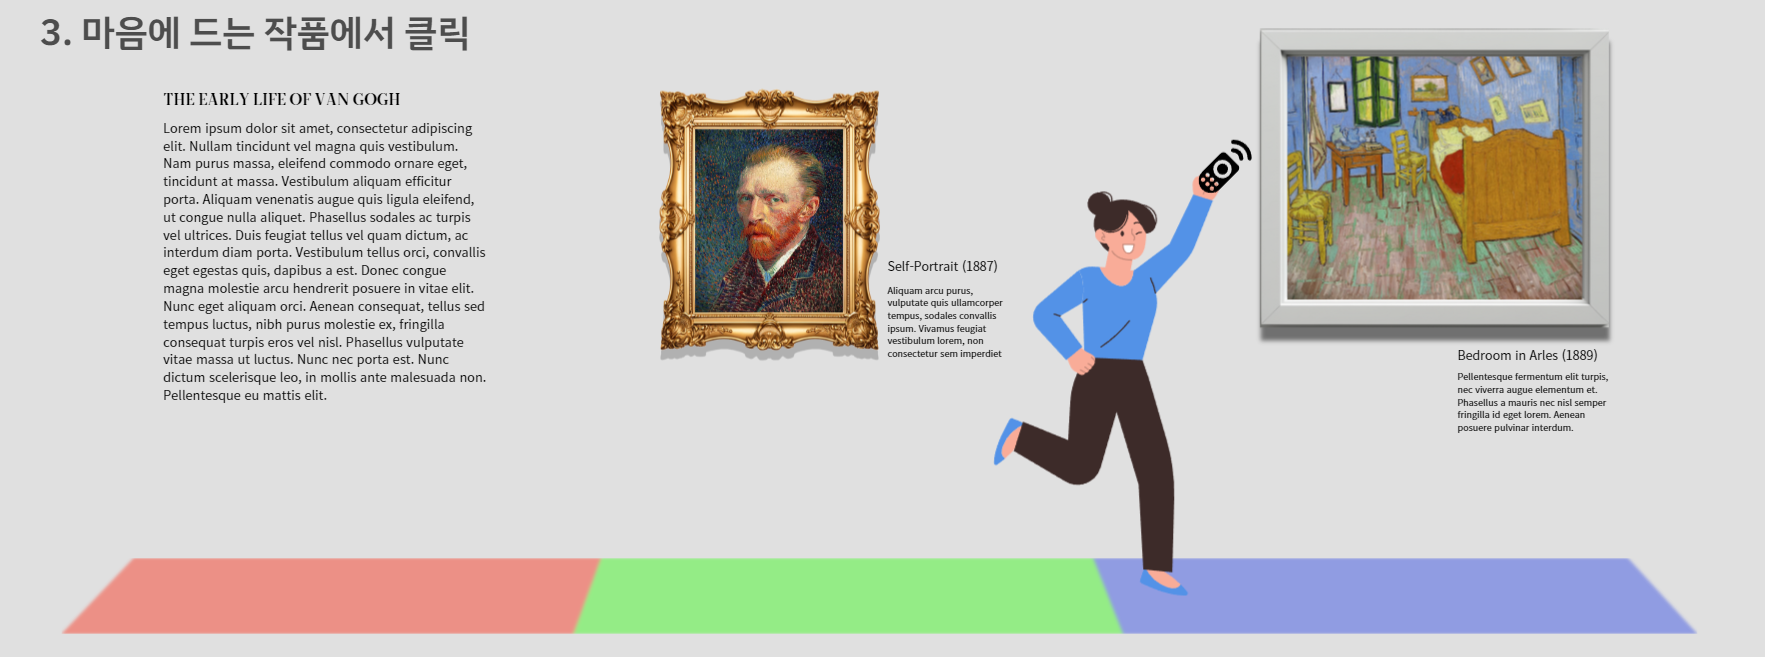 3. 마음에 드는 작품에서 클릭
THE EARLY LIFE OF VAN GOGH
Lorem ipsum dolor sit amet, consectetur adipiscing
elit. Nullam tincidunt vel magna quis vestibulum.
Nam purus massa, eleifend commodo ornare eget,
tincidunt at massa. Vestibulum aliquam efficitur
porta. Aliquam venenatis augue quis ligula eleifend,
ut congue nulla aliquet. Phasellus sodales ac turpis
vel ultrices. Duis feugiat tellus vel quam dictum, ac
interdum diam porta. Vestibulum tellus orci, convallis
eget egestas quis, dapibus a est. Donec congue
magna molestie arcu hendrerit posuere in vitae elit.
Nunc eget aliquam orci. Aenean consequat, tellus sed
tempus luctus, nibh purus molestie ex, fringilla
consequat turpis eros vel nisl. Phasellus vulputate
vitae massa ut luctus. Nunc nec porta est. Nunc
dictum scelerisque leo, in mollis ante malesuada non.
Pellentesque eu mattis elit.
Self-Portrait (1887)
Aliquam arcu purus,
vulputate quis ullamcorper
tempus, sodales convallis
ipsum. Vivamus feugiat
vestibulum lorem, non
consectetur sem imperdiet
Bedroom in Arles (1889)
Pellentesque fermentum elit turpis,
nec viverra augue elementum et.
Phasellus a mauris nec nisl semper
fringilla id eget lorem. Aenean
posuere pulvinar interdum.